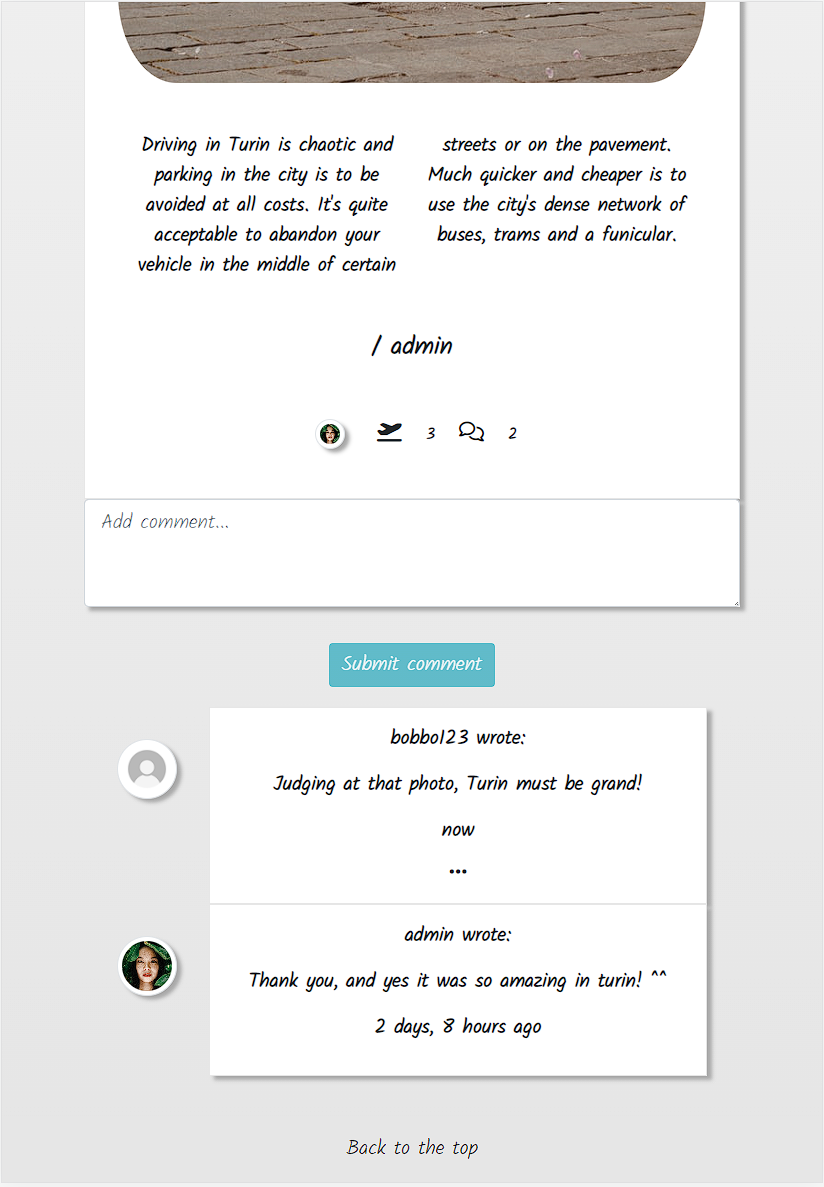 Driving in Turin is chaotic and
parking in the city is to be
avoided at all costs. It's quite
acceptable to abandon your
vehicle in the middle of certain
streets or on the pavement.
Much quicker and cheaper is to
use the city's dense network of
buses, trams and a funicular.
/ admin
3 2
Add comment...
Submit comment
bobbo123 wrote:
Judging at that photo, Turin must be grand!
now
...
admin wrote:
Thank you, and yes it was so amazing in turin! ^^
2 days, 8 hours ago
Back to the top